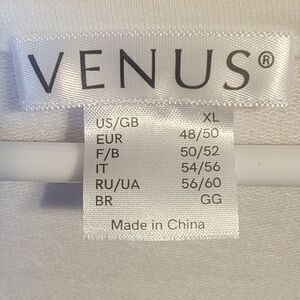 VENUS®
US/GB XL
EUR 48/50
F/B 50/52
IT 54/56
RU/UA 56/60
BR GG
Made in China